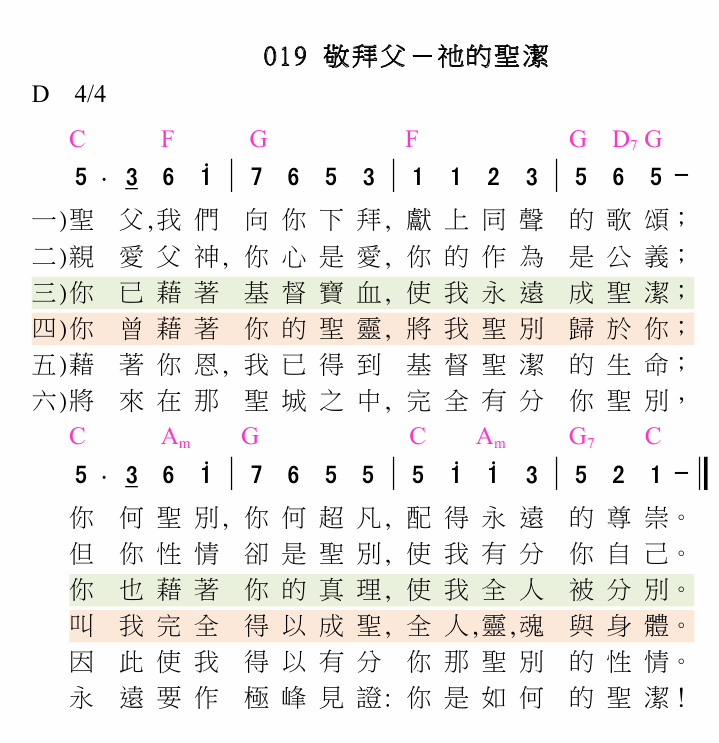 019 敬拜父－祂的聖潔
D 4/4
C F G F G D7 G
5 · 3 6 1 | 7 6 5 3 | 1 1 2 3 | 5 6 5 －
一)聖 父,我們 向你下拜, 獻上同聲 的歌頌；
二)親 愛父神, 你心是愛, 你的作為 是公義；
三)你 已藉著 基督寶血, 使我永遠 成聖潔；
四)你 曾藉著 你的聖靈, 將我聖別 歸於你；
五)藉 著你恩, 我已得到 基督聖潔 的生命；
六)將 來在那 聖城之中, 完全有分 你聖別，
C Am G C Am G7 C
5 · 3 6 1 | 7 6 5 5 | 5 1 1 3 | 5 2 1 －
你 何聖別, 你何超凡, 配得永遠 的尊崇。
但 你性情 卻是聖別, 使我有分 你自己。
你 也藉著 你的真理, 使我全人 被分別。
叫 我完全 得以成聖, 全人,靈,魂 與身體。
因 此使我 得以有分 你那聖別 的性情。
永 遠要作 極峰見證: 你是如何 的聖潔!